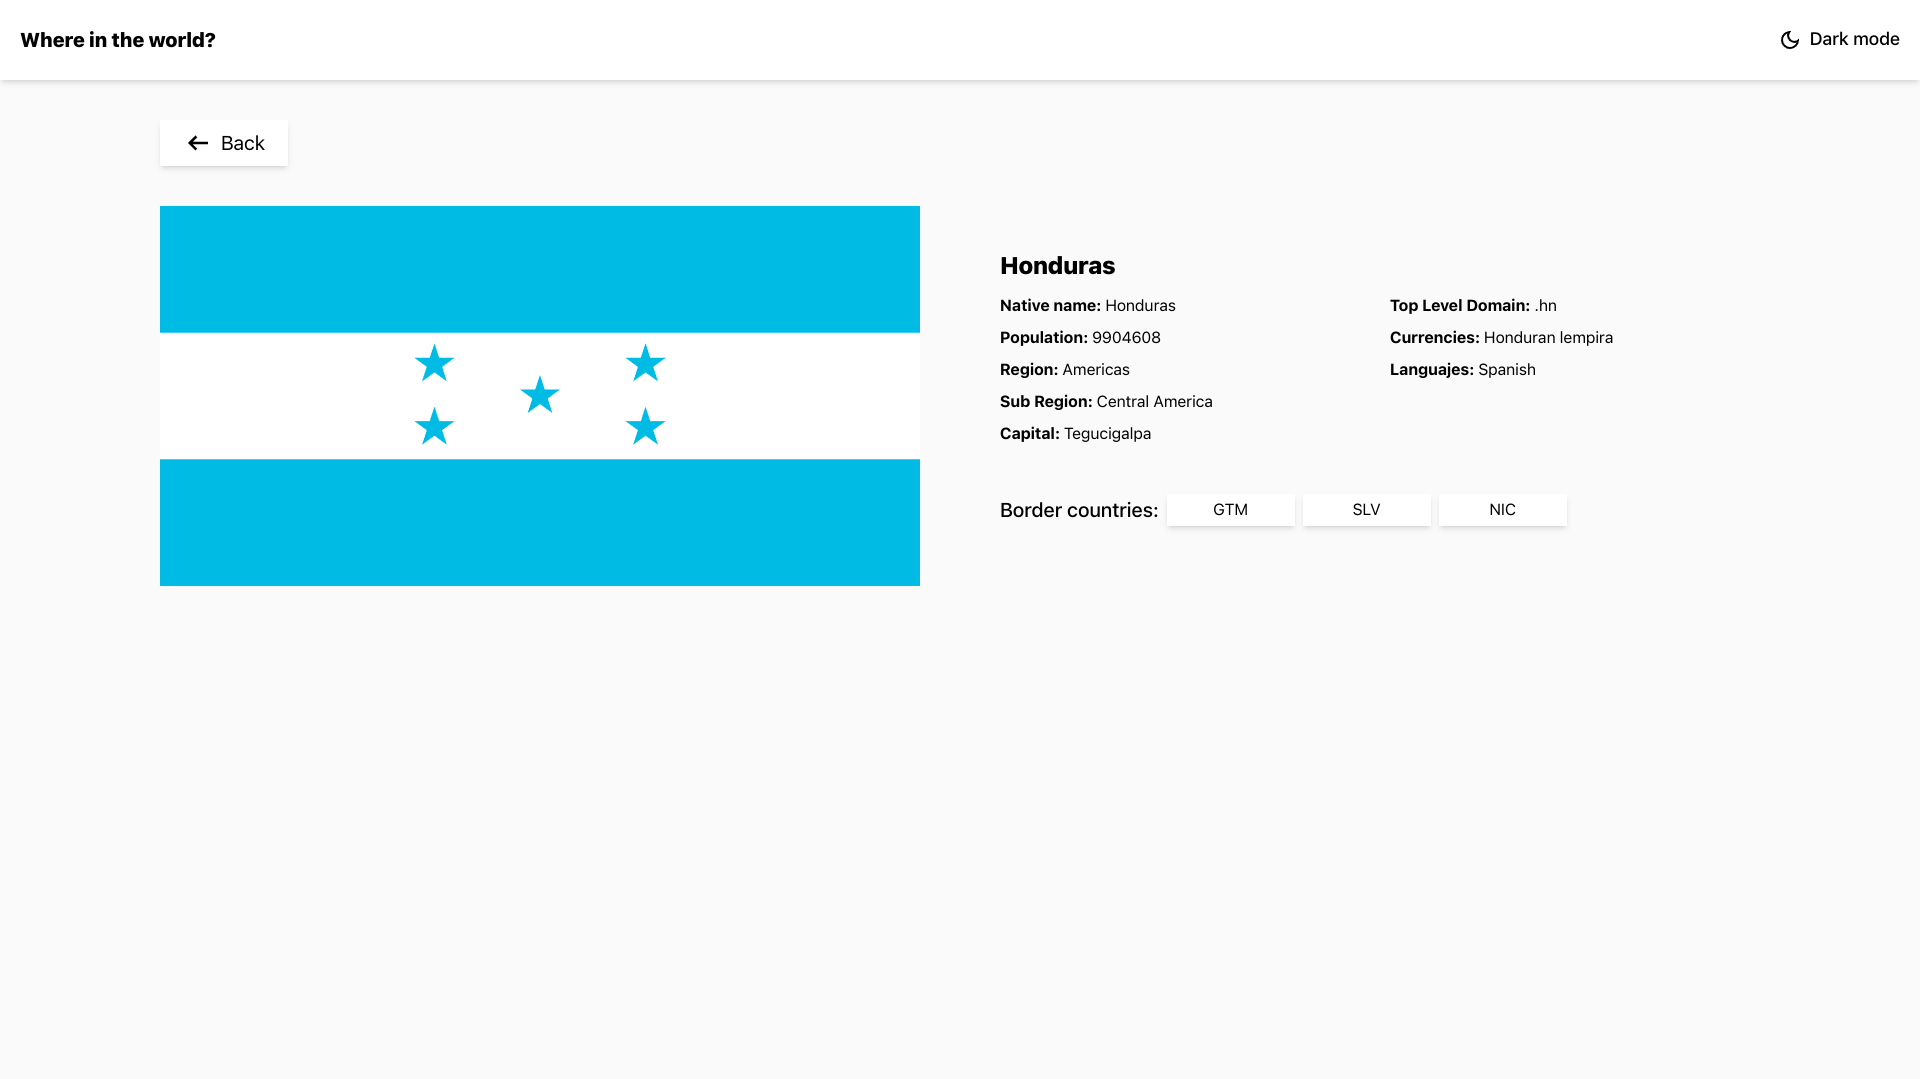 Where in the world?
Dark mode
Back
Honduras
Native name: Honduras
Population: 9904608
Region: Americas
Sub Region: Central America
Capital: Tegucigalpa
Top Level Domain: .hn
Currencies: Honduran lempira
Languajes: Spanish
Border countries: GTM SLV NIC